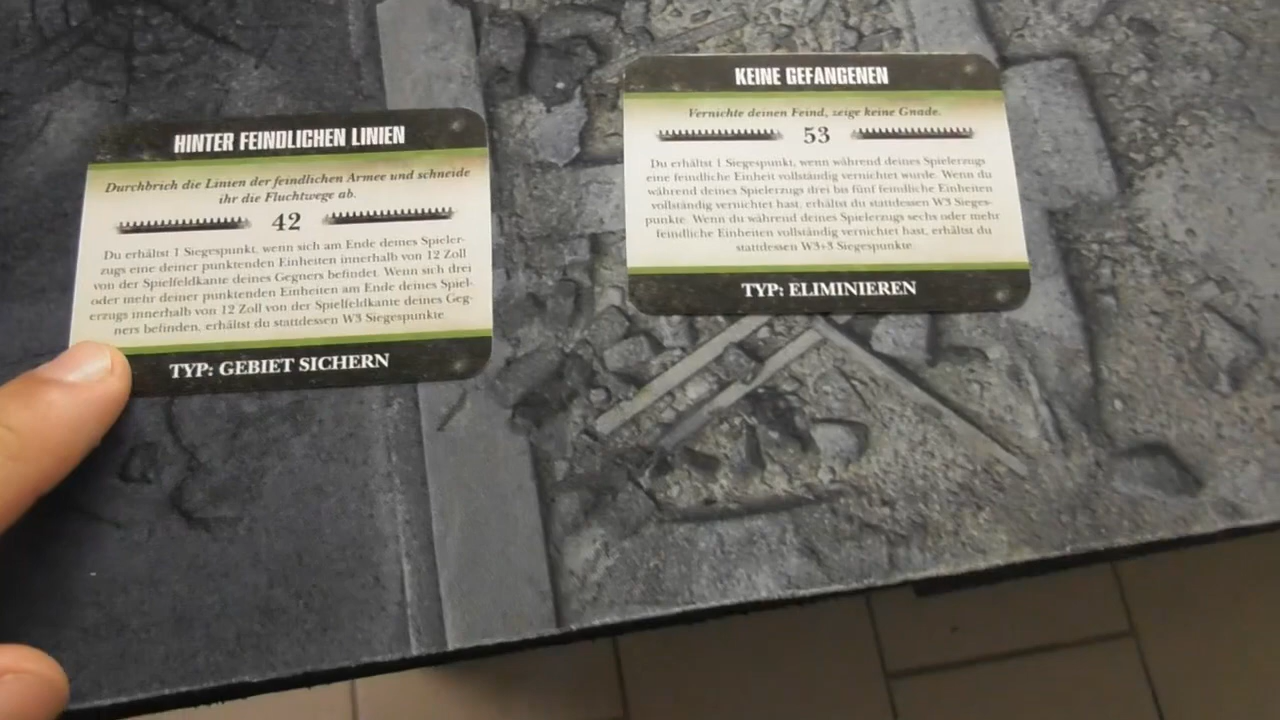 HINTER FEINDLICHEN LINIEN
Durchbrich die Linien der feindlichen Armee und schneide
ihr die Fluchtwege ab.
42
Du erhältst 1 Siegespunkt, wenn sich am Ende deines Spieler-
zugs eine deiner punktenden Einheiten innerhalb von 12 Zoll
von der Spielfeldkante deines Gegners befindet. Wenn sich drei
oder mehr deiner punktenden Einheiten am Ende deines Spiel-
erzugs innerhalb von 12 Zoll von der Spielfeldkante deines Geg-
ners befinden, erhältst du stattdessen W3 Siegespunkte
TYP: GEBIET SICHERN
KEINE GEFANGENEN
Vernichte deinen Feind, zeige keine Gnade.
53
Du erhältst 1 Siegespunkt, wenn während deines Spielerzugs
eine feindliche Einheit vollständig vernichtet wurde. Wenn du
während deines Spielerzugs drei bis fünf feindliche Einheiten
vollständig vernichtet hast, erhältst du stattdessen W3 Sieges-
punkte. Wenn du während deines Spielerzugs sechs oder mehr
feindliche Einheiten vollständig vernichtet hast, erhältst du
stattdessen W3+3 Siegespunkte
TYP: ELIMINIEREN